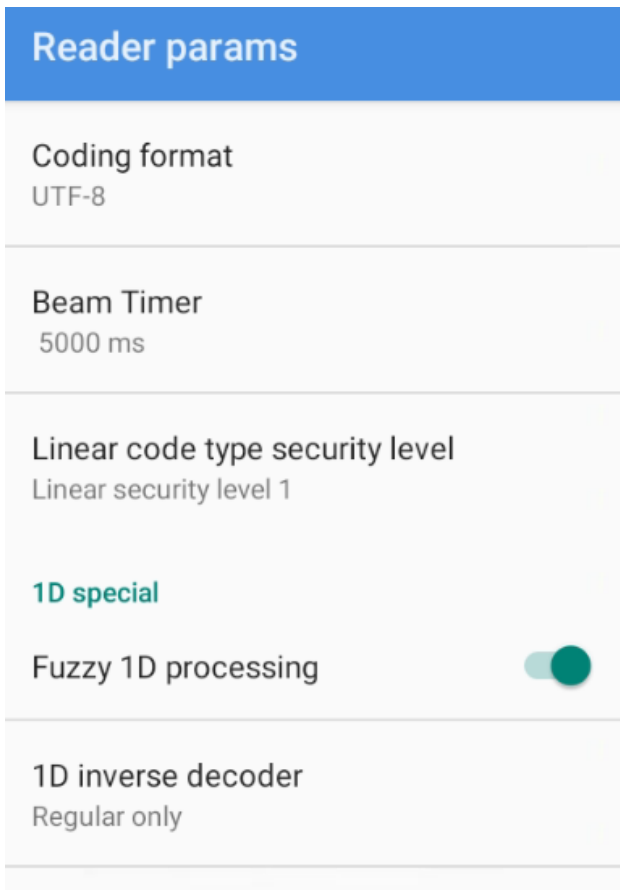 Reader params
Coding format
UTF-8
Beam Timer
5000 ms
Linear code type security level
Linear security level 1
1D special
Fuzzy 1D processing
1D inverse decoder
Regular only